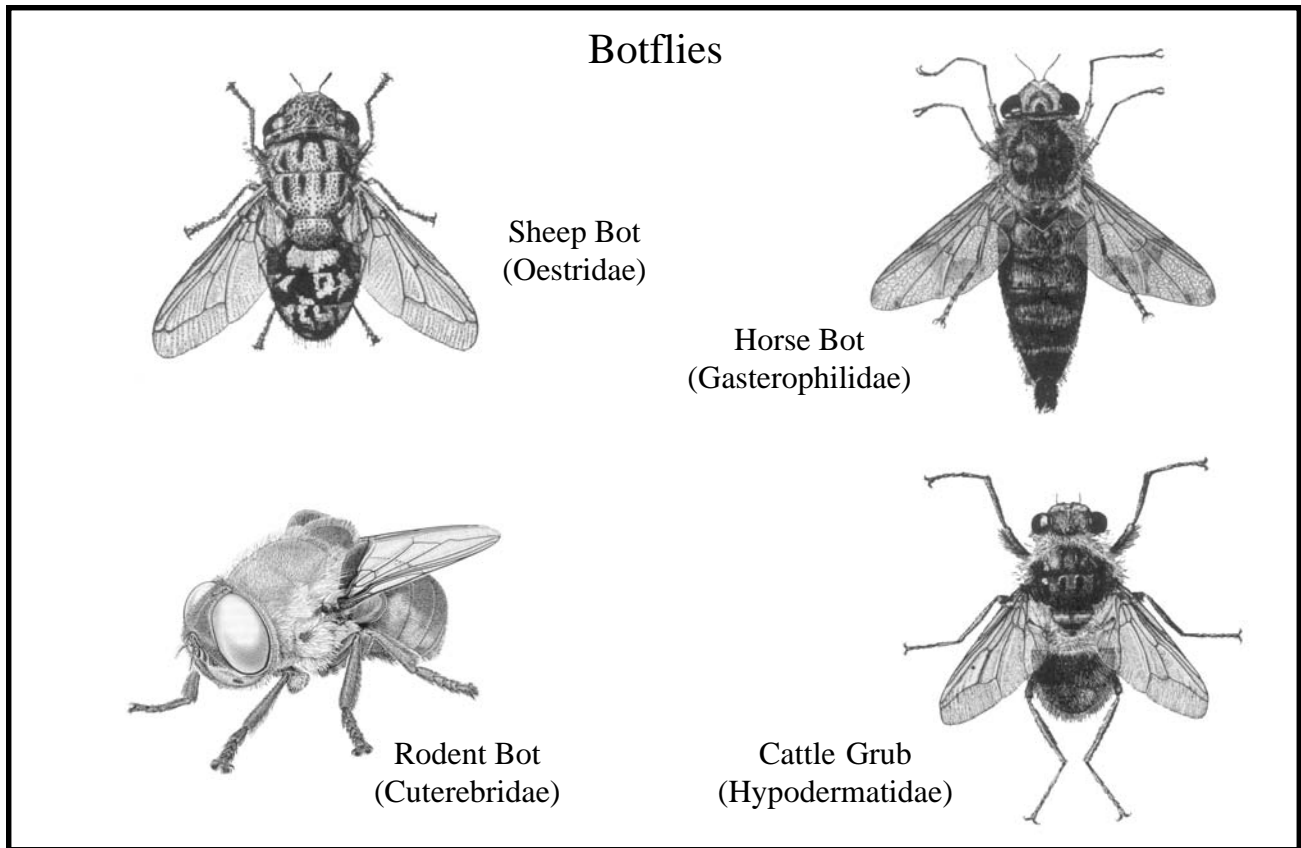 Botflies
Sheep Bot
(Oestridae)
Horse Bot
(Gasterophilidae)
Rodent Bot
(Cuterebridae)
Cattle Grub
(Hypodermatidae)